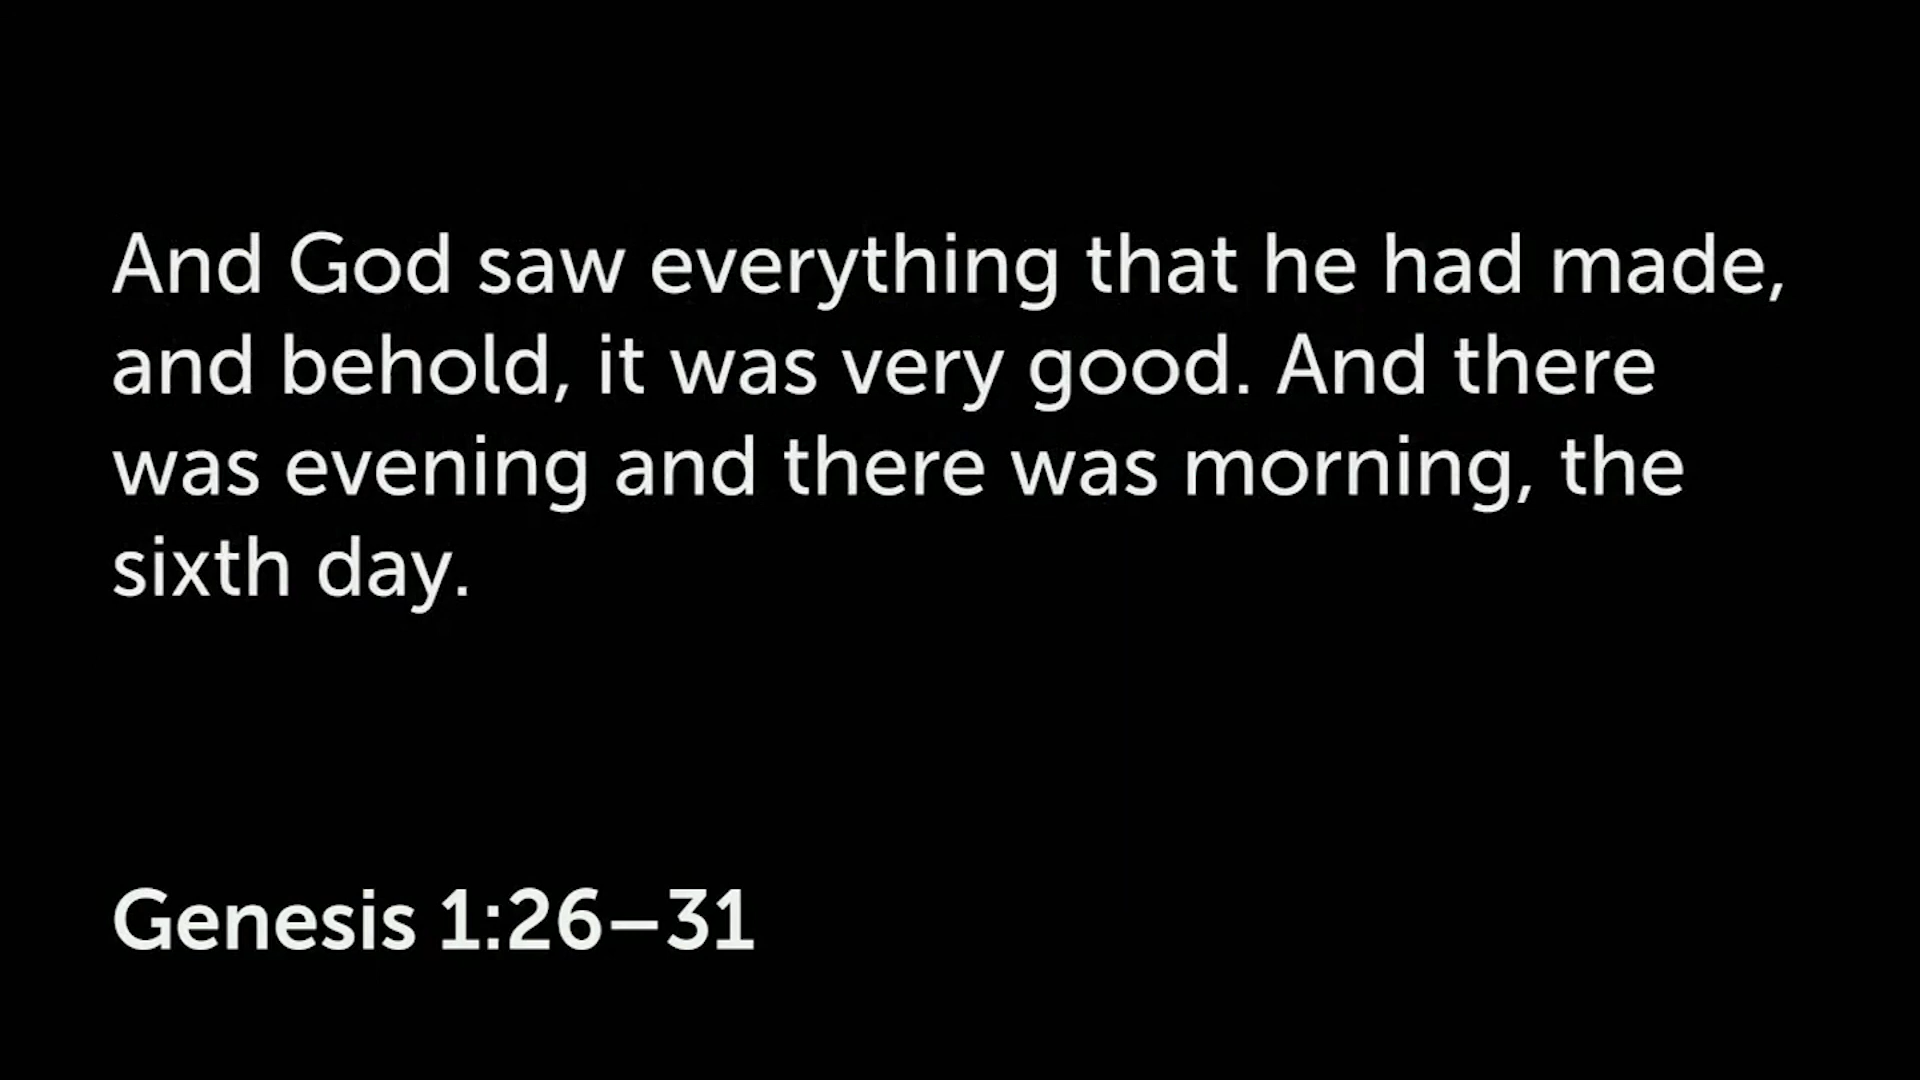 And God saw everything that he had made,
and behold, it was very good. And there
was evening and there was morning, the
sixth day.
Genesis 1:26–31